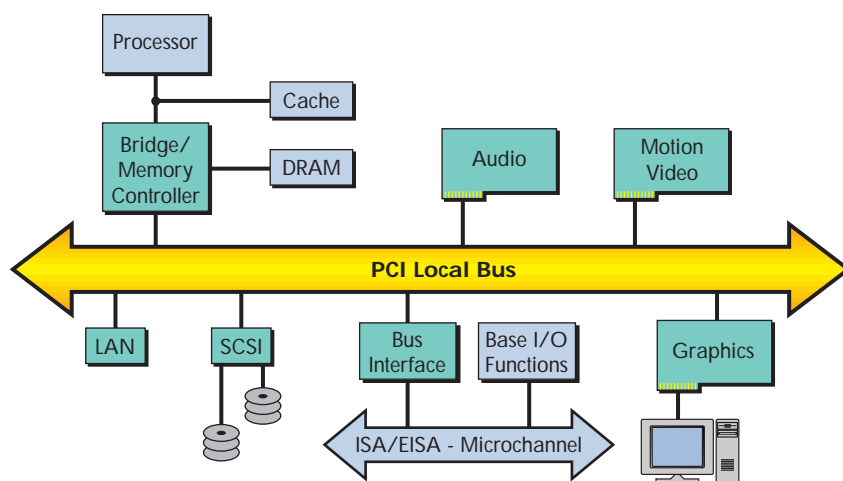 Processor
Cache
Bridge/
Memory
Controller
DRAM
Audio
Motion
Video
PCI Local Bus
LAN
SCSI
Bus
Interface
Base I/O
Functions
Graphics
ISA/EISA - Microchannel